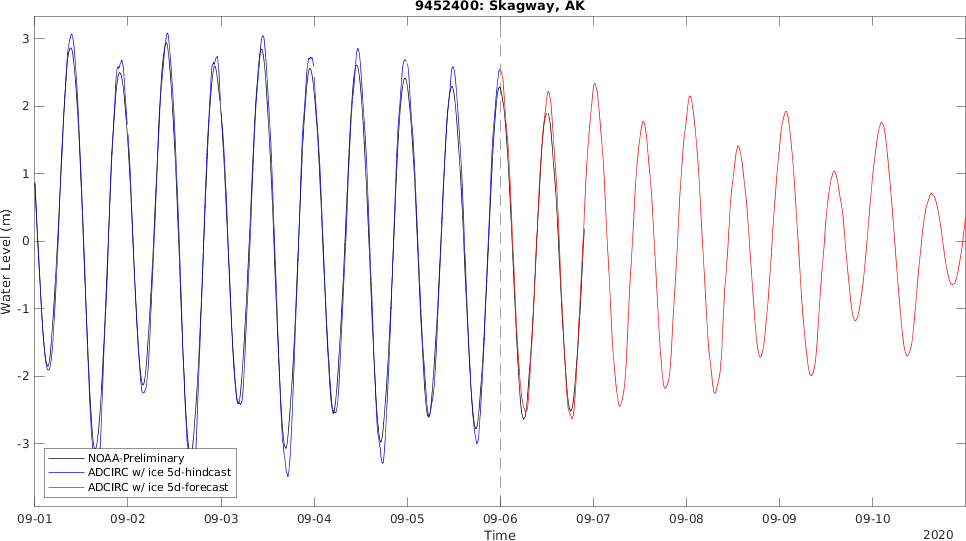 9452400: Skagway, AK
Water Level (m)
3
2
1
0
-1
-2
-3
NOAA-Preliminary
ADCIRC w/ ice 5d-hindcast
ADCIRC w/ ice 5d-forecast
09-01 09-02 09-03 09-04 09-05 09-06 09-07 09-08 09-09 09-10
Time
2020